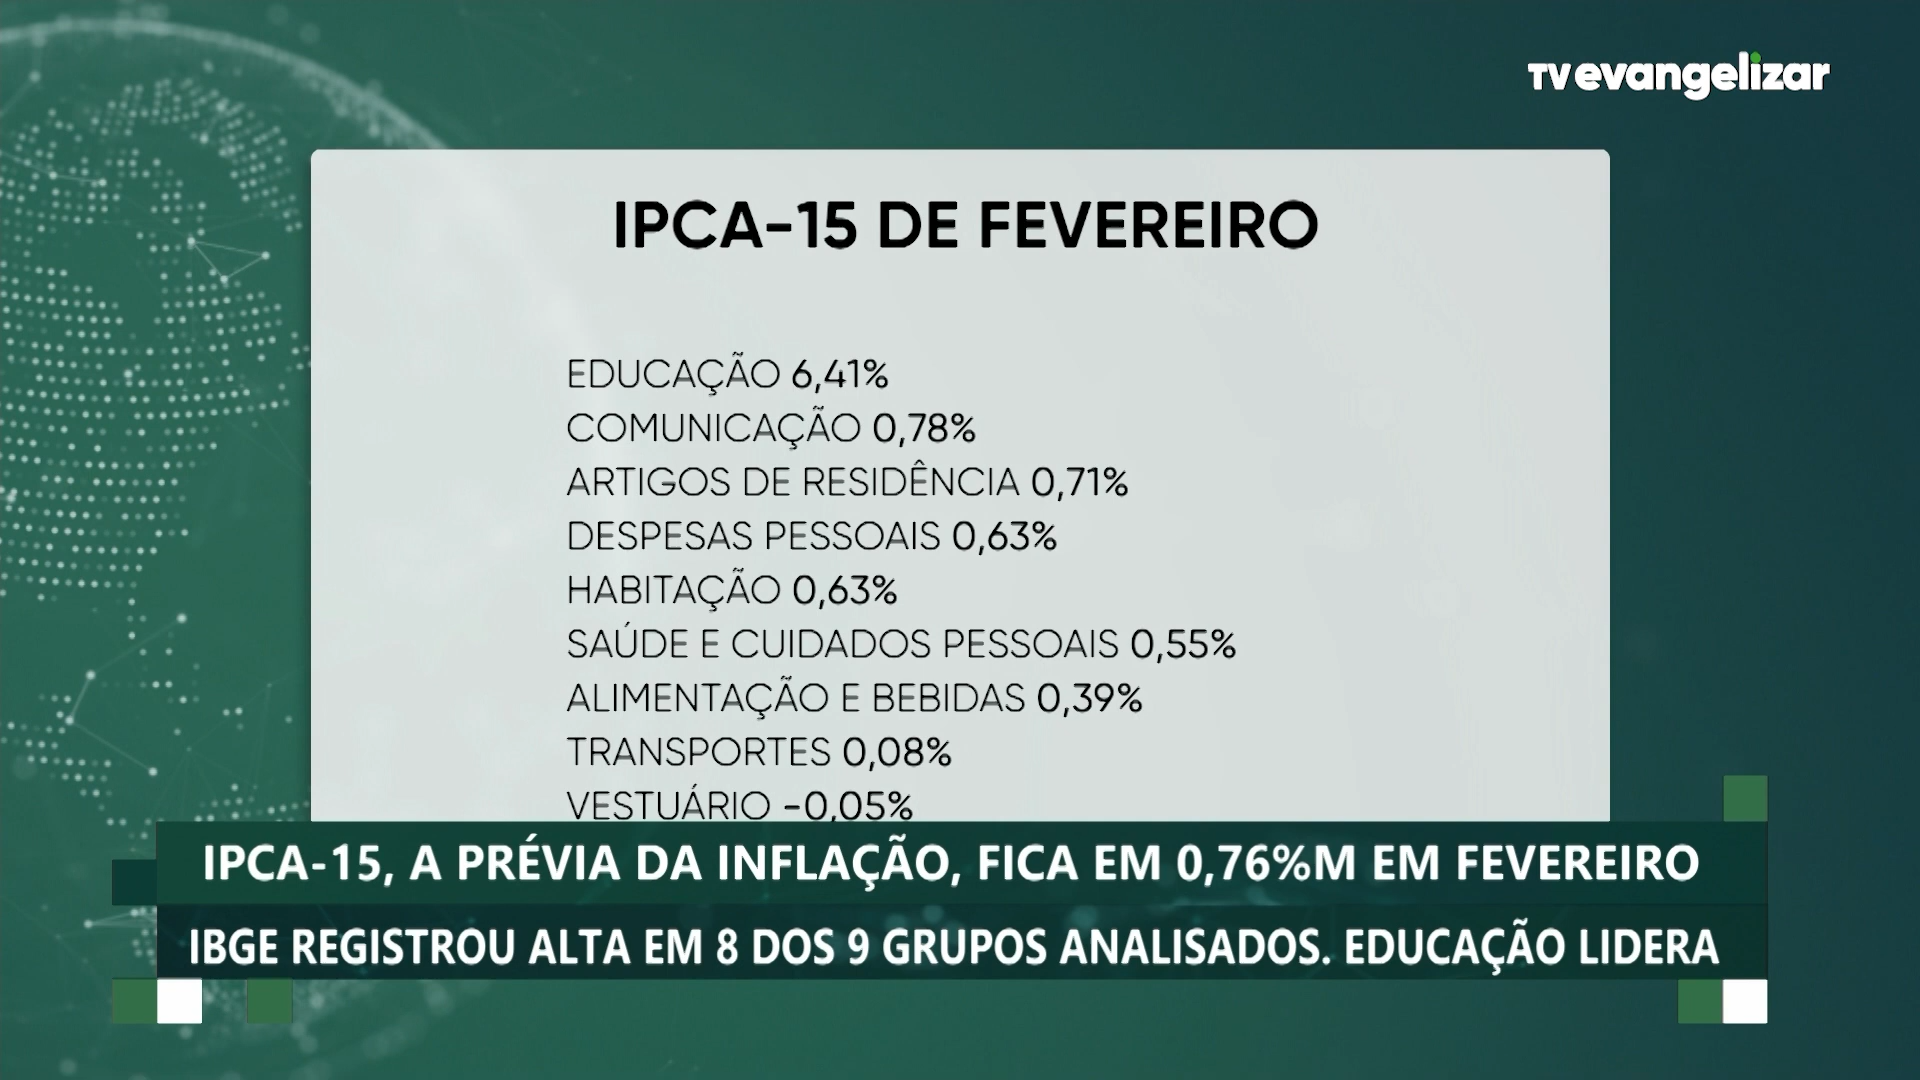 TV evangelizar
IPCA-15 DE FEVEREIRO
EDUCAÇÃO 6,41%
COMUNICAÇÃO 0,78%
ARTIGOS DE RESIDÊNCIA 0,71%
DESPESAS PESSOAIS 0,63%
HABITAÇÃO 0,63%
SAÚDE E CUIDADOS PESSOAIS 0,55%
ALIMENTAÇÃO E BEBIDAS 0,39%
TRANSPORTES 0,08%
VESTUÁRIO -0,05%
IPCA-15, A PRÉVIA DA INFLAÇÃO, FICA EM 0,76%M EM FEVEREIRO
IBGE REGISTROU ALTA EM 8 DOS 9 GRUPOS ANALISADOS. EDUCAÇÃO LIDERA